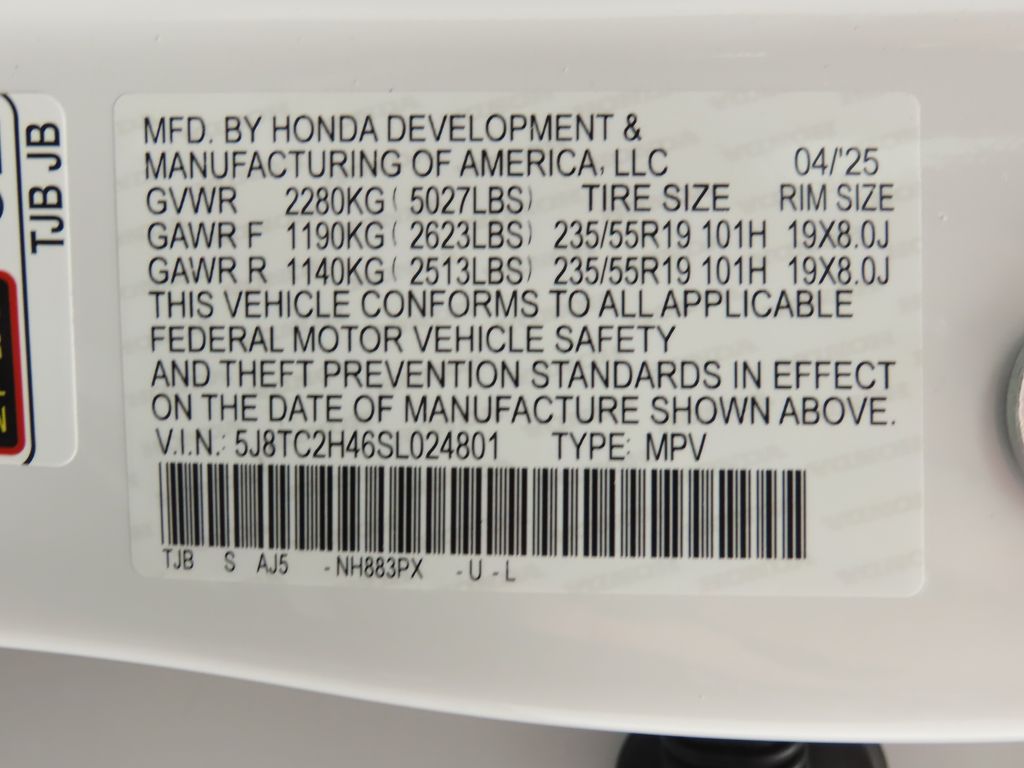 MFD. BY HONDA DEVELOPMENT &
MANUFACTURING OF AMERICA, LLC 04/'25
GVWR 2280KG ( 5027LBS) TIRE SIZE RIM SIZE
GAWR F 1190KG ( 2623LBS) 235/55R19 101H 19X8.0J
GAWR R 1140KG ( 2513LBS) 235/55R19 101H 19X8.0J
THIS VEHICLE CONFORMS TO ALL APPLICABLE
FEDERAL MOTOR VEHICLE SAFETY
AND THEFT PREVENTION STANDARDS IN EFFECT
ON THE DATE OF MANUFACTURE SHOWN ABOVE.
V.I.N.: 5J8TC2H46SL024801 TYPE: MPV
TJB S AJ5 -NH883PX -U -L
TJB JB